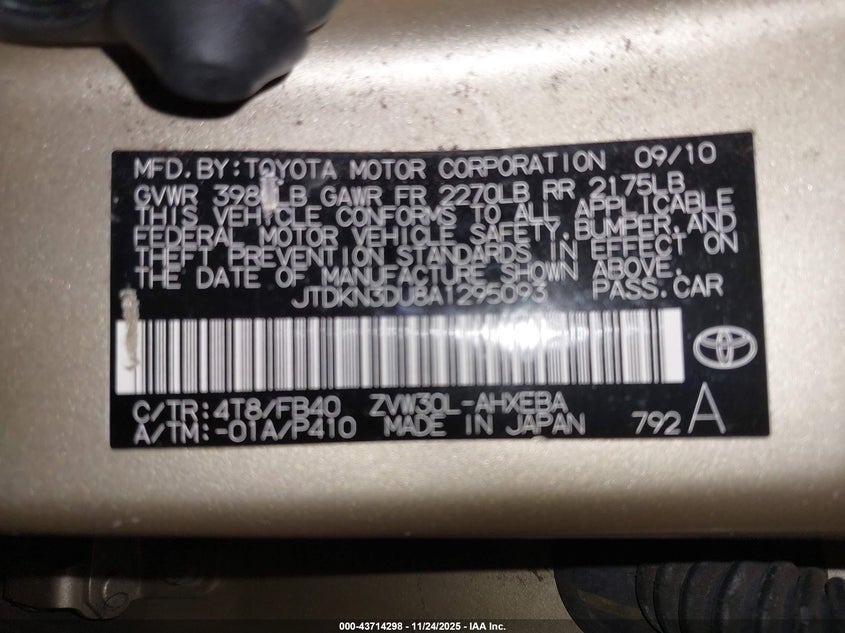 MFD.BY:TOYOTA MOTOR CORPORATION 09/10
GVWR LB GAWR FR 2270LB RR 2175LB
THIS VEHICLE CONFORMS TO ALL APPLICABLE
FEDERAL MOTOR VEHICLE SAFETY,BUMPER,AND
THEFT PREVENTION STANDARDS IN EFFECT ON
THE DATE OF MANUFACTURE SHOWN ABOVE.
JTDKN3DU8A1295093 PASS.CAR
C/TR:4T8/FB40 ZVW30L-AHXEBA
A/TM:-01A/P410 MADE IN JAPAN 792 A
000-43714298 - 11/24/2025 - IAA Inc.